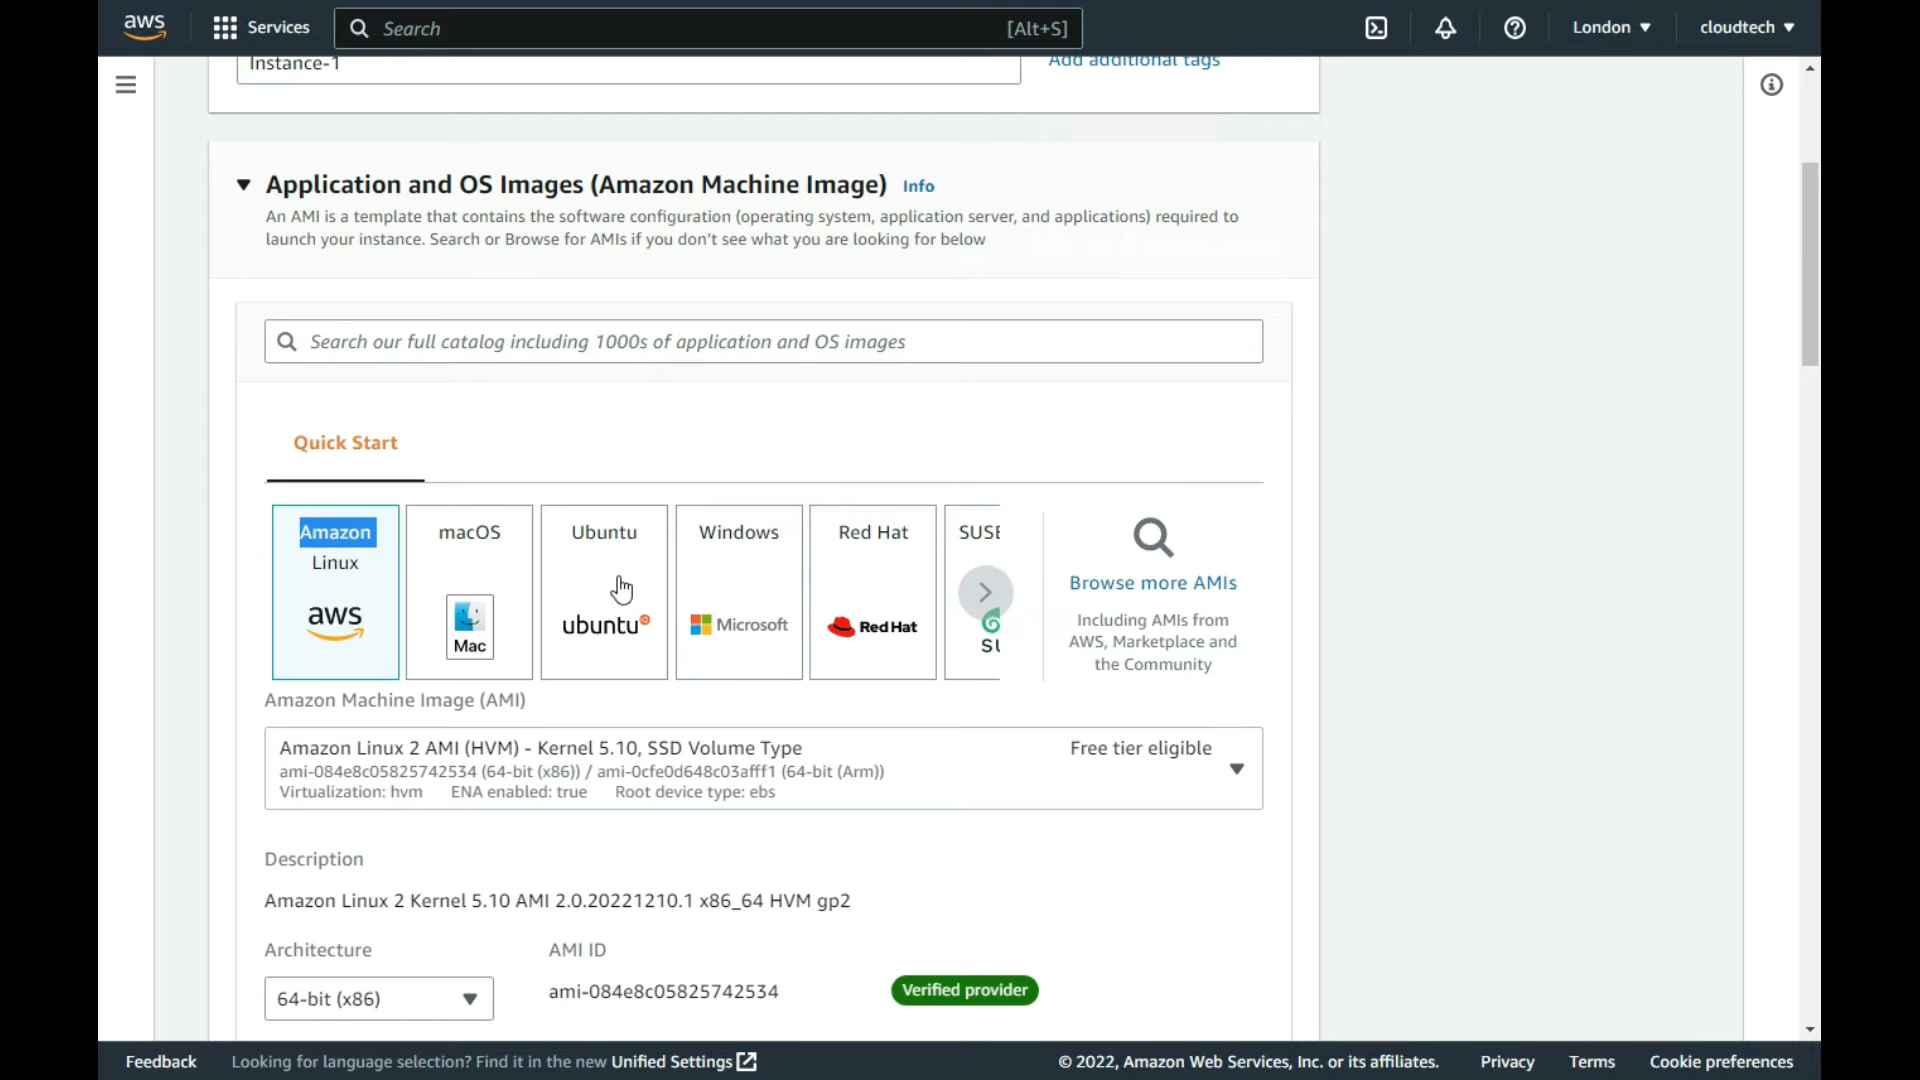 aws
Services
Search
[Alt+S]
London
cloudtech
Instance-1
Add additional tags
Application and OS Images (Amazon Machine Image) Info
An AMI is a template that contains the software configuration (operating system, application server, and applications) required to
launch your instance. Search or Browse for AMIs if you don't see what you are looking for below
Search our full catalog including 1000s of application and OS images
Quick Start
Amazon
Linux
aws
macOS
Mac
Ubuntu
ubuntu
Windows
Microsoft
Red Hat
Red Hat
SUSE
SU
Browse more AMIs
Including AMIs from
AWS, Marketplace and
the Community
Amazon Machine Image (AMI)
Amazon Linux 2 AMI (HVM) - Kernel 5.10, SSD Volume Type
Free tier eligible
ami-084e8c05825742534 (64-bit (x86)) / ami-0cfe0d648c03afff1 (64-bit (Arm))
Virtualization: hvm ENA enabled: true Root device type: ebs
Description
Amazon Linux 2 Kernel 5.10 AMI 2.0.20221210.1 x86_64 HVM gp2
Architecture
AMI ID
64-bit (x86)
ami-084e8c05825742534
Verified provider
Feedback
Looking for language selection? Find it in the new Unified Settings
© 2022, Amazon Web Services, Inc. or its affiliates.
Privacy
Terms
Cookie preferences